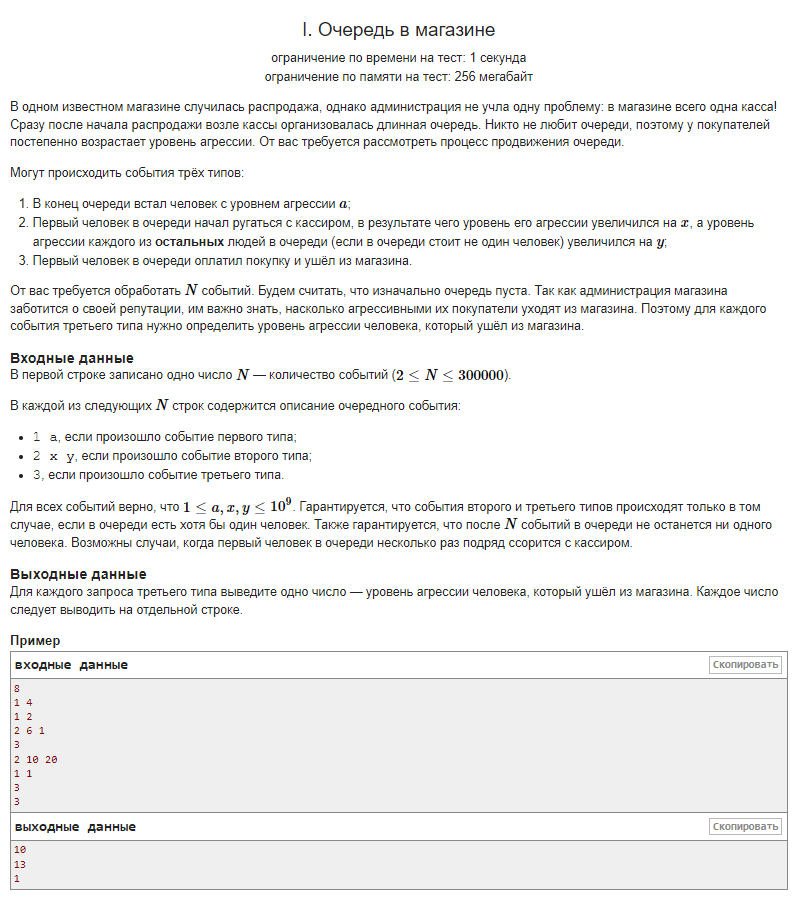 I. Очередь в магазине
ограничение по времени на тест: 1 секунда
ограничение по памяти на тест: 256 мегабайт
В одном известном магазине случилась распродажа, однако администрация не учла одну проблему: в магазине всего одна касса!
Сразу после начала распродажи возле кассы организовалась длинная очередь. Никто не любит очереди, поэтому у покупателей
постепенно возрастает уровень агрессии. От вас требуется рассмотреть процесс продвижения очереди.
Могут происходить события трёх типов:
1. В конец очереди встал человек с уровнем агрессии a;
2. Первый человек в очереди начал ругаться с кассиром, в результате чего уровень его агрессии увеличился на x, а уровень
агрессии каждого из остальных людей в очереди (если в очереди стоит не один человек) увеличился на y;
3. Первый человек в очереди оплатил покупку и ушёл из магазина.
От вас требуется обработать N событий. Будем считать, что изначально очередь пуста. Так как администрация магазина
заботится о своей репутации, им важно знать, насколько агрессивными их покупатели уходят из магазина. Поэтому для каждого
события третьего типа нужно определить уровень агрессии человека, который ушёл из магазина.
Входные данные
В первой строке записано одно число N — количество событий (2 ≤ N ≤ 300000).
В каждой из следующих N строк содержится описание очередного события:
• 1 a, если произошло событие первого типа;
• 2 x y, если произошло событие второго типа;
• 3, если произошло событие третьего типа.
Для всех событий верно, что 1 ≤ a, x, y ≤ 10⁹. Гарантируется, что события второго и третьего типов происходят только в том
случае, если в очереди есть хотя бы один человек. Также гарантируется, что после N событий в очереди не останется ни одного
человека. Возможны случаи, когда первый человек в очереди несколько раз подряд ссорится с кассиром.
Выходные данные
Для каждого запроса третьего типа выведите одно число — уровень агрессии человека, который ушёл из магазина. Каждое число
следует выводить на отдельной строке.
Пример
входные данные Скопировать
8
1 4
1 2
2 6 1
3
2 10 20
1 1
3
3
выходные данные Скопировать
10
13
1